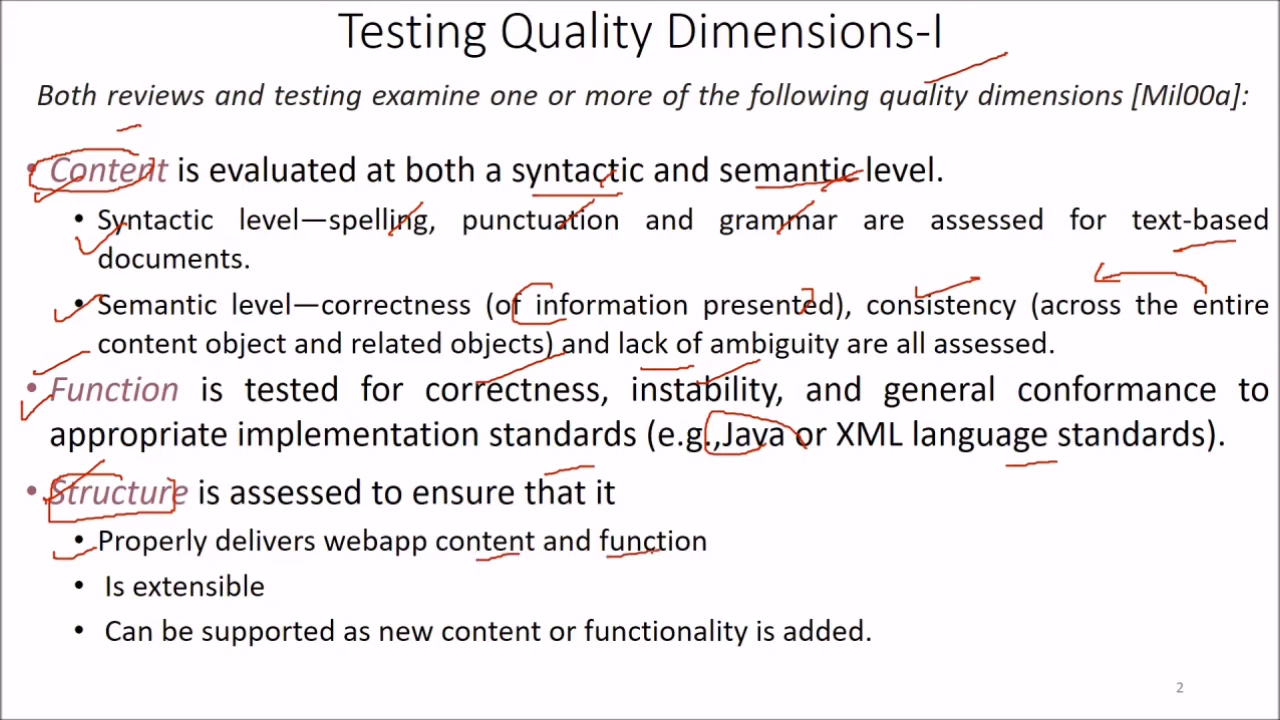 Testing Quality Dimensions-I
Both reviews and testing examine one or more of the following quality dimensions [Mil00a]:
• Content is evaluated at both a syntactic and semantic level.
• Syntactic level—spelling, punctuation and grammar are assessed for text-based
documents.
• Semantic level—correctness (of information presented), consistency (across the entire
content object and related objects) and lack of ambiguity are all assessed.
• Function is tested for correctness, instability, and general conformance to
appropriate implementation standards (e.g.,Java or XML language standards).
• Structure is assessed to ensure that it
• Properly delivers webapp content and function
• Is extensible
• Can be supported as new content or functionality is added.
2